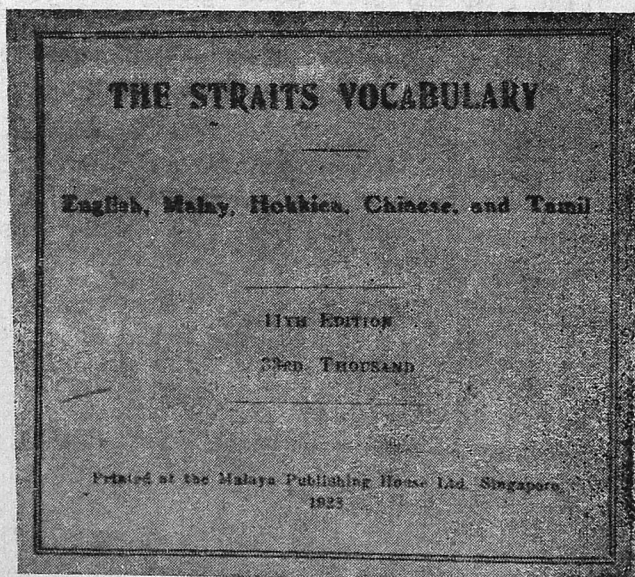 THE STRAITS VOCABULARY
English, Malay, Hokkien, Chinese, and Tamil
11TH EDITION
33RD THOUSAND
Printed at the Malaya Publishing House Ltd. Singapore,
1923